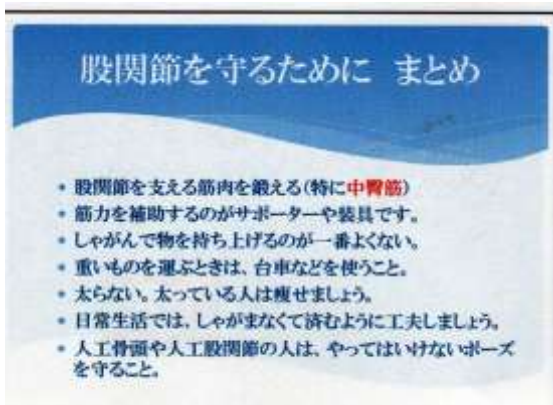 股関節を守るために まとめ
・股関節を支える筋肉を鍛える(特に中臀筋)
・筋力を補助するのがサポーターや装具です。
・しゃがんで物を持ち上げるのが一番よくない。
・重いものを運ぶときは、台車などを使うこと。
・太らない。太っている人は痩せましょう。
・日常生活では、しゃがまなくて済むように工夫しましょう。
・人工骨頭や人工股関節の人は、やってはいけないポーズ
を守ること。